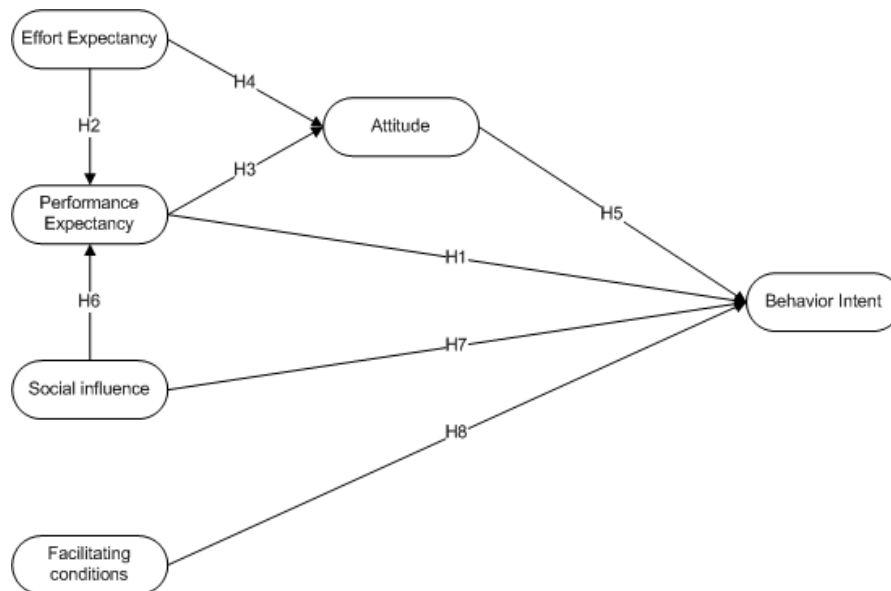 Effort Expectancy
H4
H2
Attitude
H3
Performance
Expectancy
H5
H1
H6
Behavior Intent
H7
Social influence
H8
Facilitating
conditions